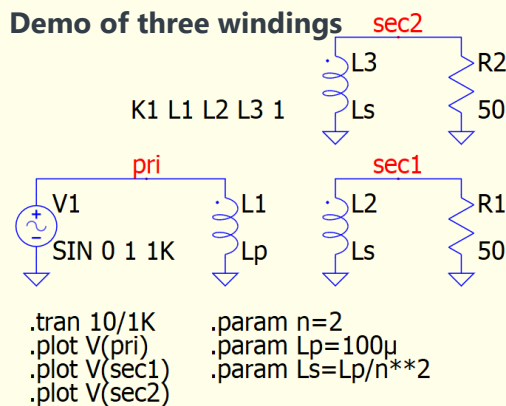 Demo of three windings
sec2
L3
R2
K1 L1 L2 L3 1
Ls
50
pri
sec1
V1
L1
L2
R1
SIN 0 1 1K
Lp
Ls
50
.tran 10/1K
.plot V(pri)
.plot V(sec1)
.plot V(sec2)
.param n=2
.param Lp=100µ
.param Ls=Lp/n**2